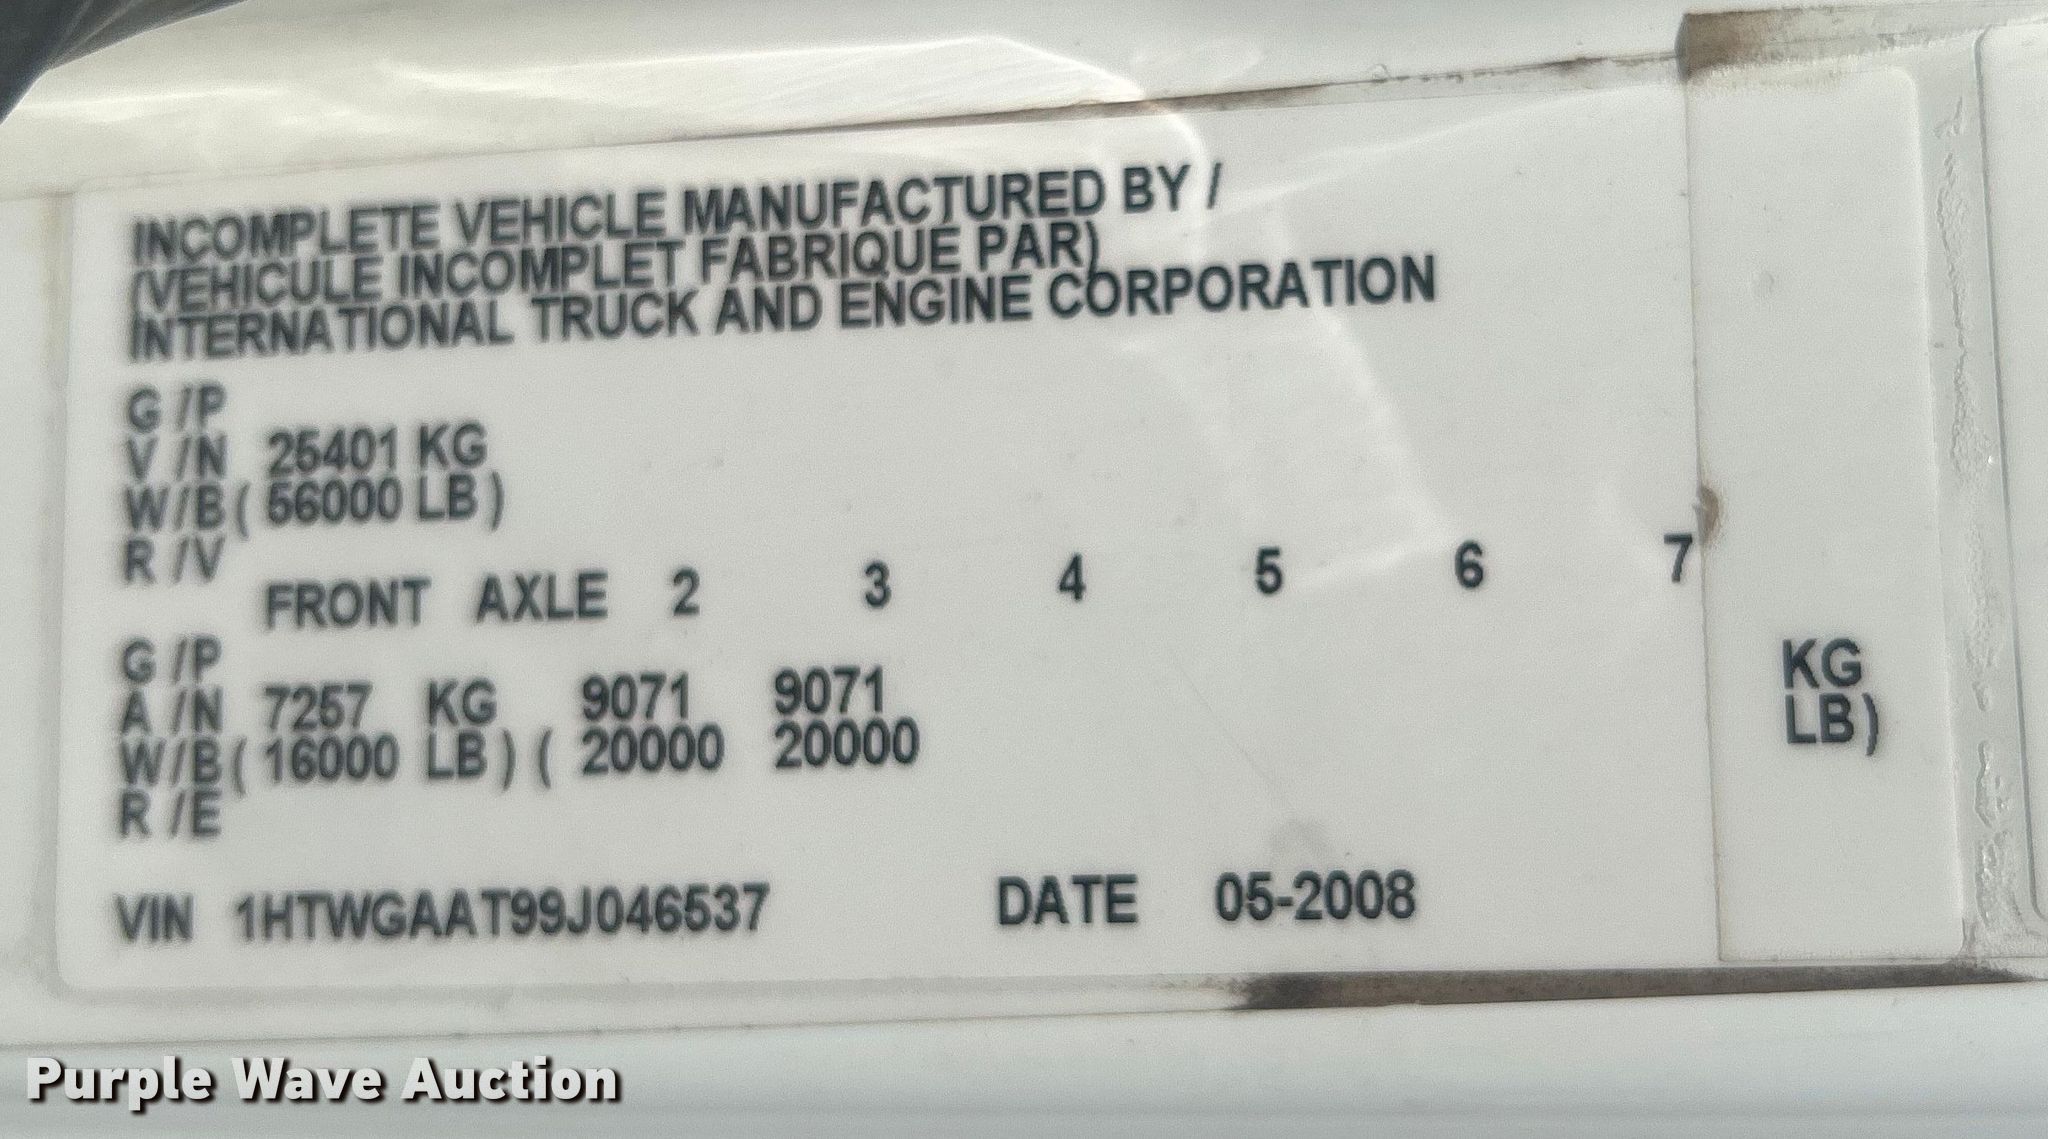 INCOMPLETE VEHICLE MANUFACTURED BY /
(VEHICULE INCOMPLET FABRIQUE PAR)
INTERNATIONAL TRUCK AND ENGINE CORPORATION
G /P
V /N 25401 KG
W/B ( 56000 LB )
R /V
FRONT AXLE 2 3 4 5 6 7
G /P
A /N 7257 KG 9071 9071 KG
W/B ( 16000 LB ) ( 20000 20000 LB)
R /E
VIN 1HTWGAAT99J046537 DATE 05-2008
Purple Wave Auction